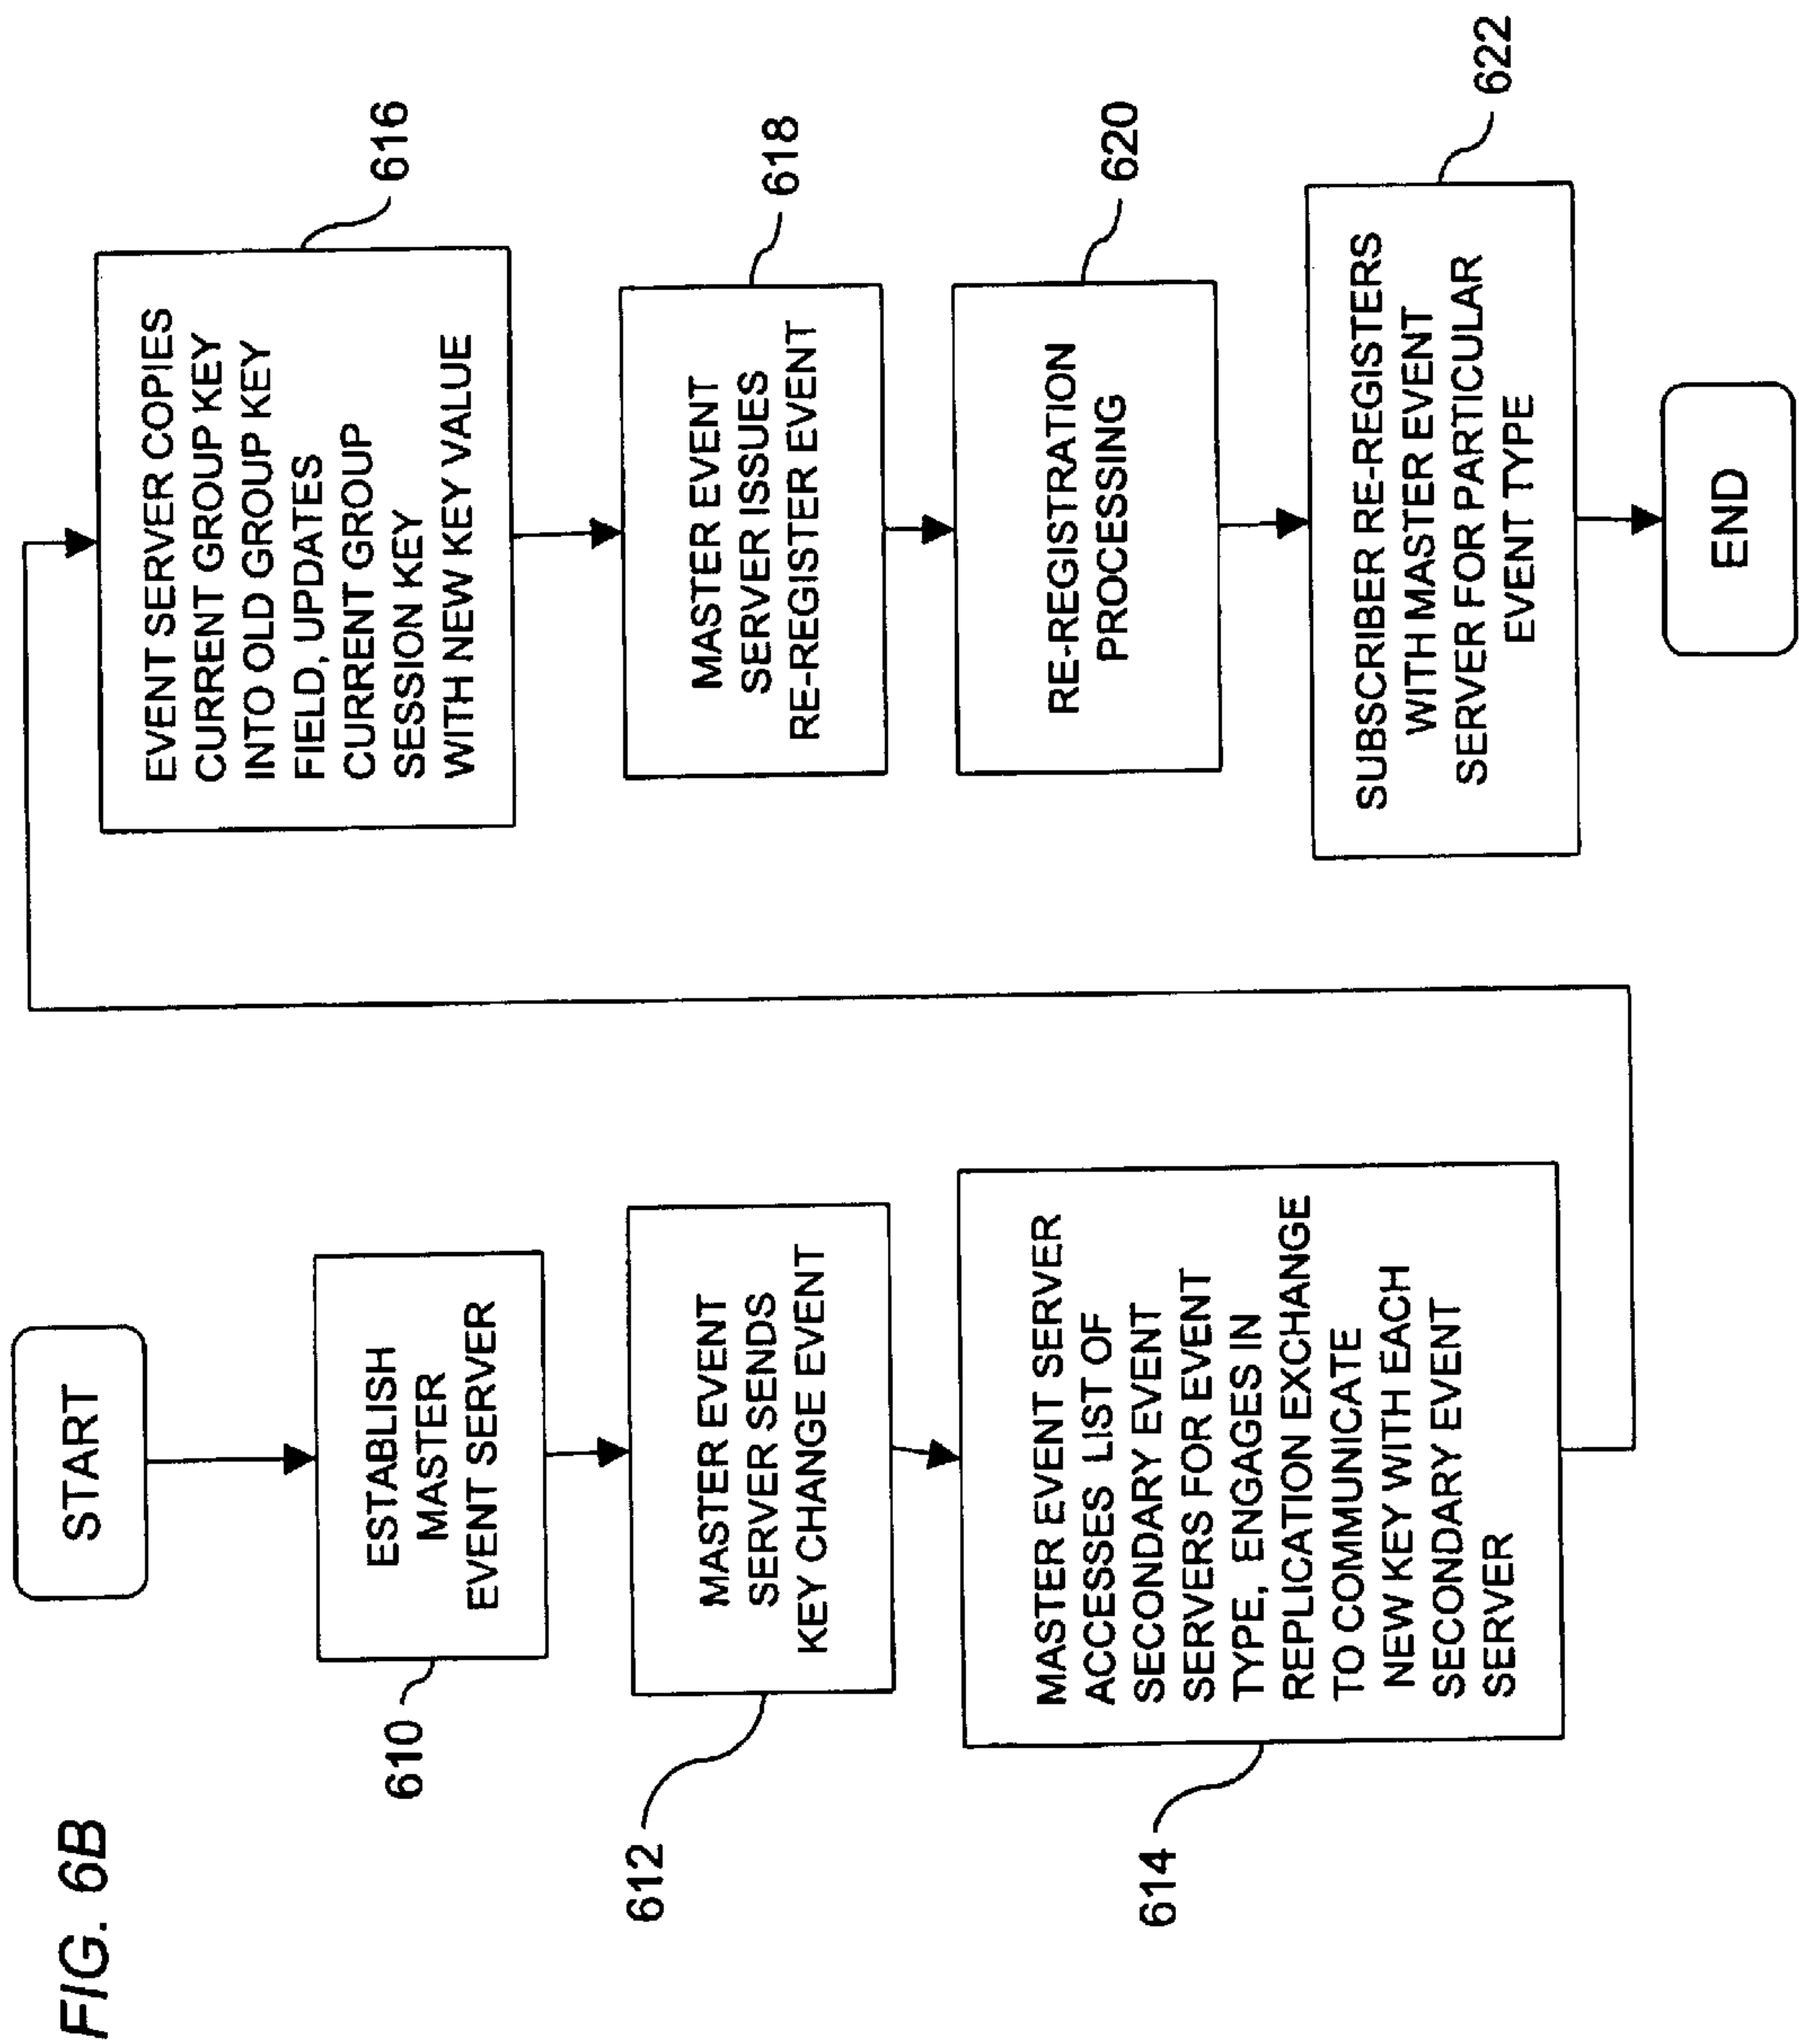 FIG. 6B
START
ESTABLISH
MASTER
EVENT SERVER
610
MASTER EVENT
SERVER SENDS
KEY CHANGE EVENT
612
MASTER EVENT SERVER
ACCESSES LIST OF
SECONDARY EVENT
SERVERS FOR EVENT
TYPE, ENGAGES IN
REPLICATION EXCHANGE
TO COMMUNICATE
NEW KEY WITH EACH
SECONDARY EVENT
SERVER
614
EVENT SERVER COPIES
CURRENT GROUP KEY
INTO OLD GROUP KEY
FIELD, UPDATES
CURRENT GROUP
SESSION KEY
WITH NEW KEY VALUE
616
MASTER EVENT
SERVER ISSUES
RE-REGISTER EVENT
618
RE-REGISTRATION
PROCESSING
620
SUBSCRIBER RE-REGISTERS
WITH MASTER EVENT
SERVER FOR PARTICULAR
EVENT TYPE
622
END